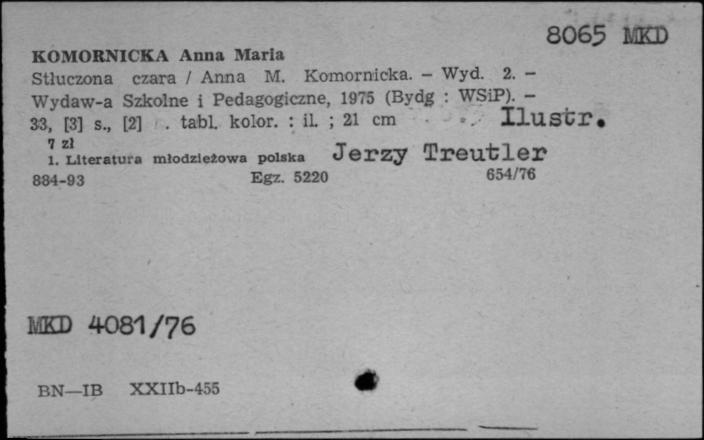 8065 MKD
KOMORNICKA Anna Maria
Stłuczona czara / Anna M. Komornicka. – Wyd. 2. –
Wydaw-a Szkolne i Pedagogiczne, 1975 (Bydg : WSiP). –
33, [3] s., [2] . tabl. kolor. : il. ; 21 cm Ilustr.
7 zł
1. Literatura młodzieżowa polska Jerzy Treutler
884-93 Egz. 5220 654/76
MKD 4081/76
BN—IB XXIIb-455